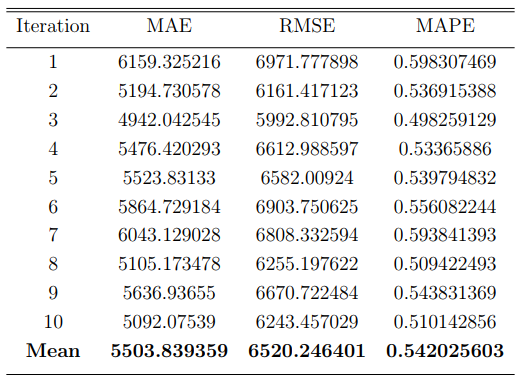 Iteration MAE RMSE MAPE
1 6159.325216 6971.777898 0.598307469
2 5194.730578 6161.417123 0.536915388
3 4942.042545 5992.810795 0.498259129
4 5476.420293 6612.988597 0.53365886
5 5523.83133 6582.00924 0.539794832
6 5864.729184 6903.750625 0.556082244
7 6043.129028 6808.332594 0.593841393
8 5105.173478 6255.197622 0.509422493
9 5636.93655 6670.722484 0.543831369
10 5092.07539 6243.457029 0.510142856
Mean 5503.839359 6520.246401 0.542025603